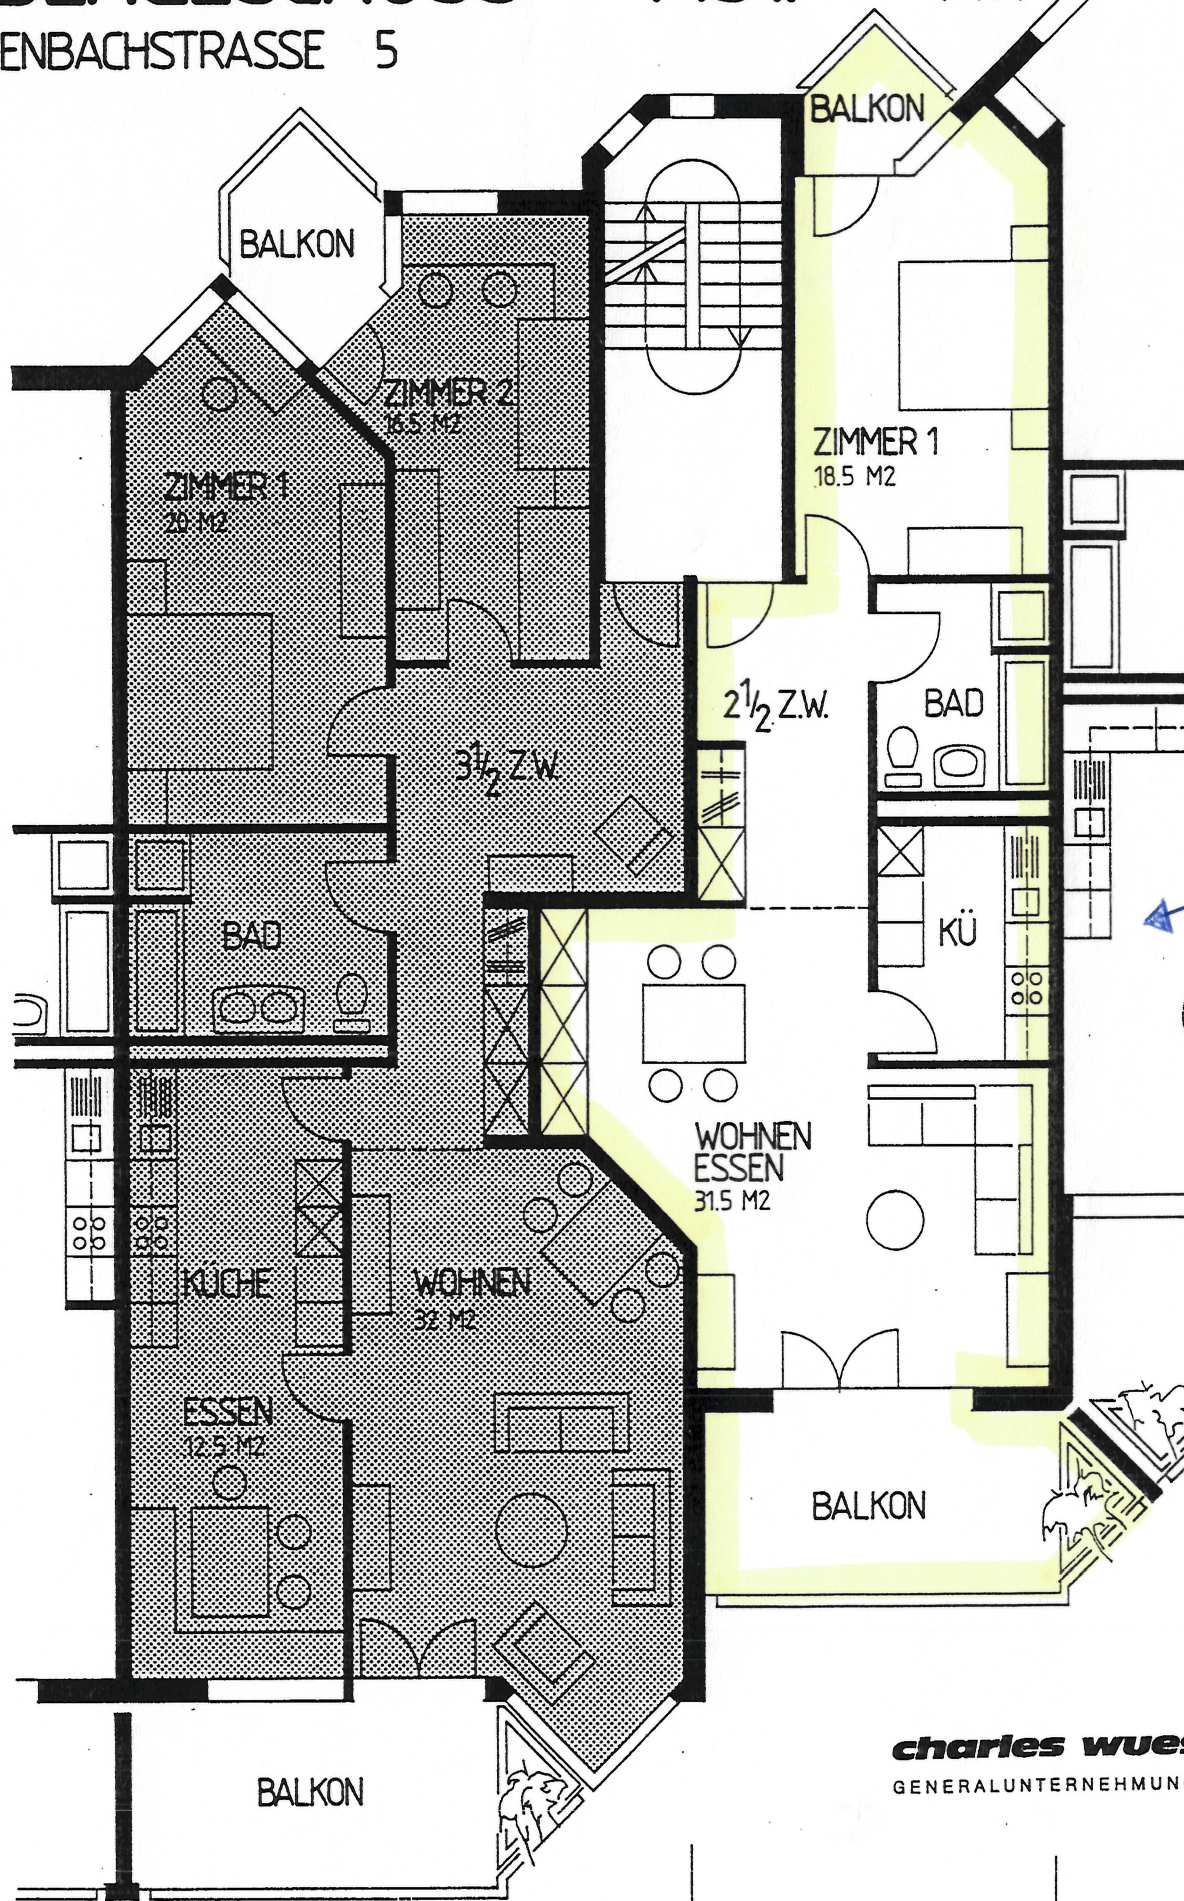 ENBACHSTRASSE 5
BALKON
BALKON
ZIMMER 2
16.5 M2
ZIMMER 1
18.5 M2
ZIMMER 1
20 M2
2½ Z.W.
BAD
3½ Z.W.
BAD
KÜ
WOHNEN
ESSEN
31.5 M2
KÜCHE
WOHNEN
32 M2
ESSEN
12.5 M2
BALKON
charles wues
GENERALUNTERNEHMUN
BALKON